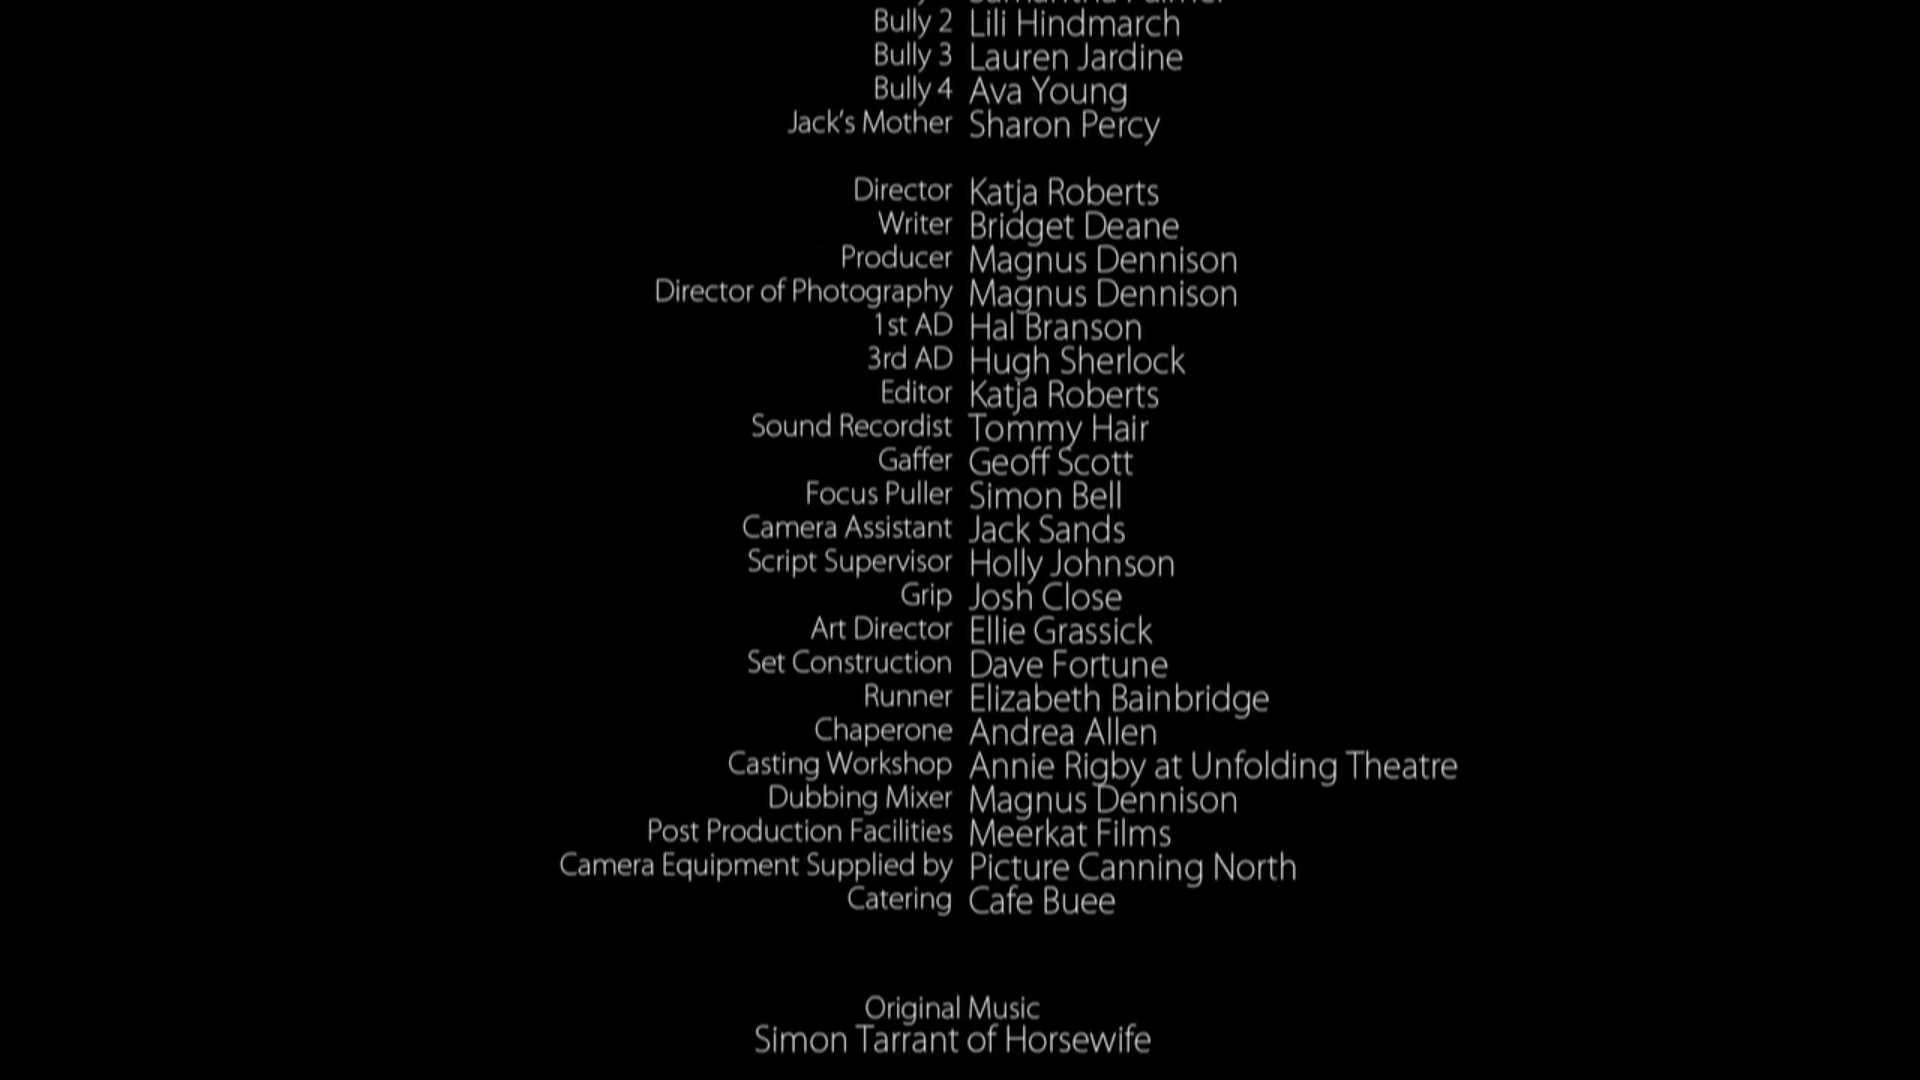 Bully 2 Lili Hindmarch
Bully 3 Lauren Jardine
Bully 4 Ava Young
Jack's Mother Sharon Percy
Director Katja Roberts
Writer Bridget Deane
Producer Magnus Dennison
Director of Photography Magnus Dennison
1st AD Hal Branson
3rd AD Hugh Sherlock
Editor Katja Roberts
Sound Recordist Tommy Hair
Gaffer Geoff Scott
Focus Puller Simon Bell
Camera Assistant Jack Sands
Script Supervisor Holly Johnson
Grip Josh Close
Art Director Ellie Grassick
Set Construction Dave Fortune
Runner Elizabeth Bainbridge
Chaperone Andrea Allen
Casting Workshop Annie Rigby at Unfolding Theatre
Dubbing Mixer Magnus Dennison
Post Production Facilities Meerkat Films
Camera Equipment Supplied by Picture Canning North
Catering Cafe Buee
Original Music
Simon Tarrant of Horsewife